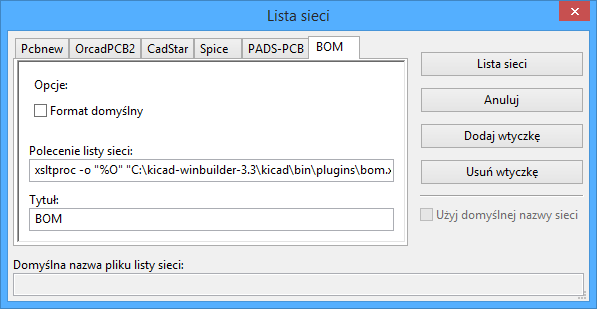 Lista sieci
Pcbnew OrcadPCB2 CadStar Spice PADS-PCB BOM
Opcje:
Format domyślny
Polecenie listy sieci:
xsltproc -o "%O" "C:\kicad-winbuilder-3.3\kicad\bin\plugins\bom.x
Tytuł:
BOM
Lista sieci
Anuluj
Dodaj wtyczkę
Usuń wtyczkę
Użyj domyślnej nazwy sieci
Domyślna nazwa pliku listy sieci: